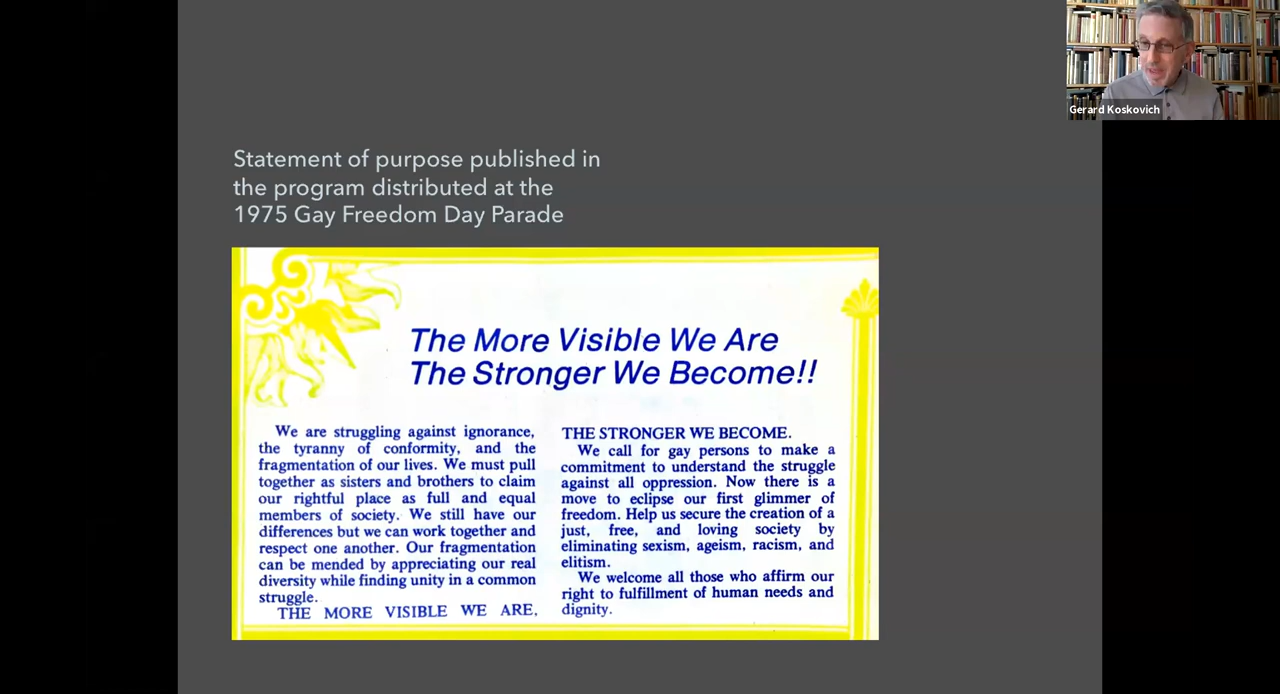 Gerard Koskovich
Statement of purpose published in
the program distributed at the
1975 Gay Freedom Day Parade
The More Visible We Are
The Stronger We Become!!
We are struggling against ignorance,
the tyranny of conformity, and the
fragmentation of our lives. We must pull
together as sisters and brothers to claim
our rightful place as full and equal
members of society. We still have our
differences but we can work together and
respect one another. Our fragmentation
can be mended by appreciating our real
diversity while finding unity in a common
struggle.
THE MORE VISIBLE WE ARE,
THE STRONGER WE BECOME.
We call for gay persons to make a
commitment to understand the struggle
against all oppression. Now there is a
move to eclipse our first glimmer of
freedom. Help us secure the creation of a
just, free, and loving society by
eliminating sexism, ageism, racism, and
elitism.
We welcome all those who affirm our
right to fulfillment of human needs and
dignity.